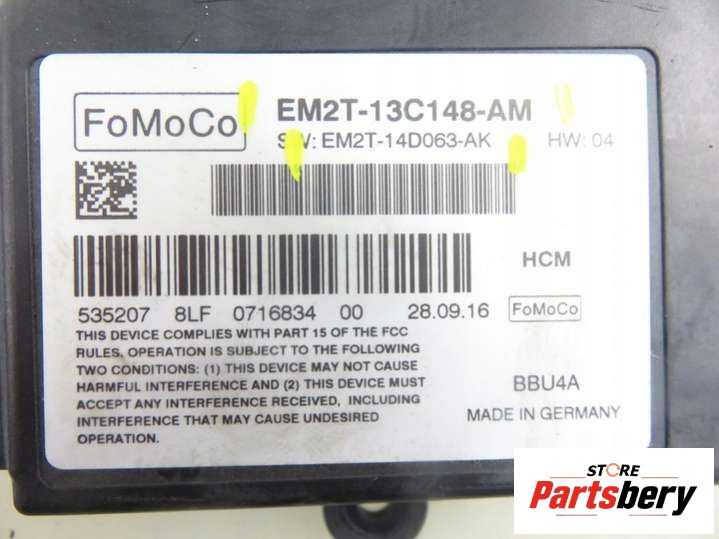 FoMoCo
EM2T-13C148-AM
SW: EM2T-14D063-AK HW: 04
HCM
535207 8LF 0716834 00 28.09.16 FoMoCo
THIS DEVICE COMPLIES WITH PART 15 OF THE FCC
RULES, OPERATION IS SUBJECT TO THE FOLLOWING
TWO CONDITIONS: (1) THIS DEVICE MAY NOT CAUSE
HARMFUL INTERFERENCE AND (2) THIS DEVICE MUST
ACCEPT ANY INTERFERENCE RECEIVED, INCLUDING
INTERFERENCE THAT MAY CAUSE UNDESIRED
OPERATION.
BBU4A
MADE IN GERMANY
STORE
Partsbery